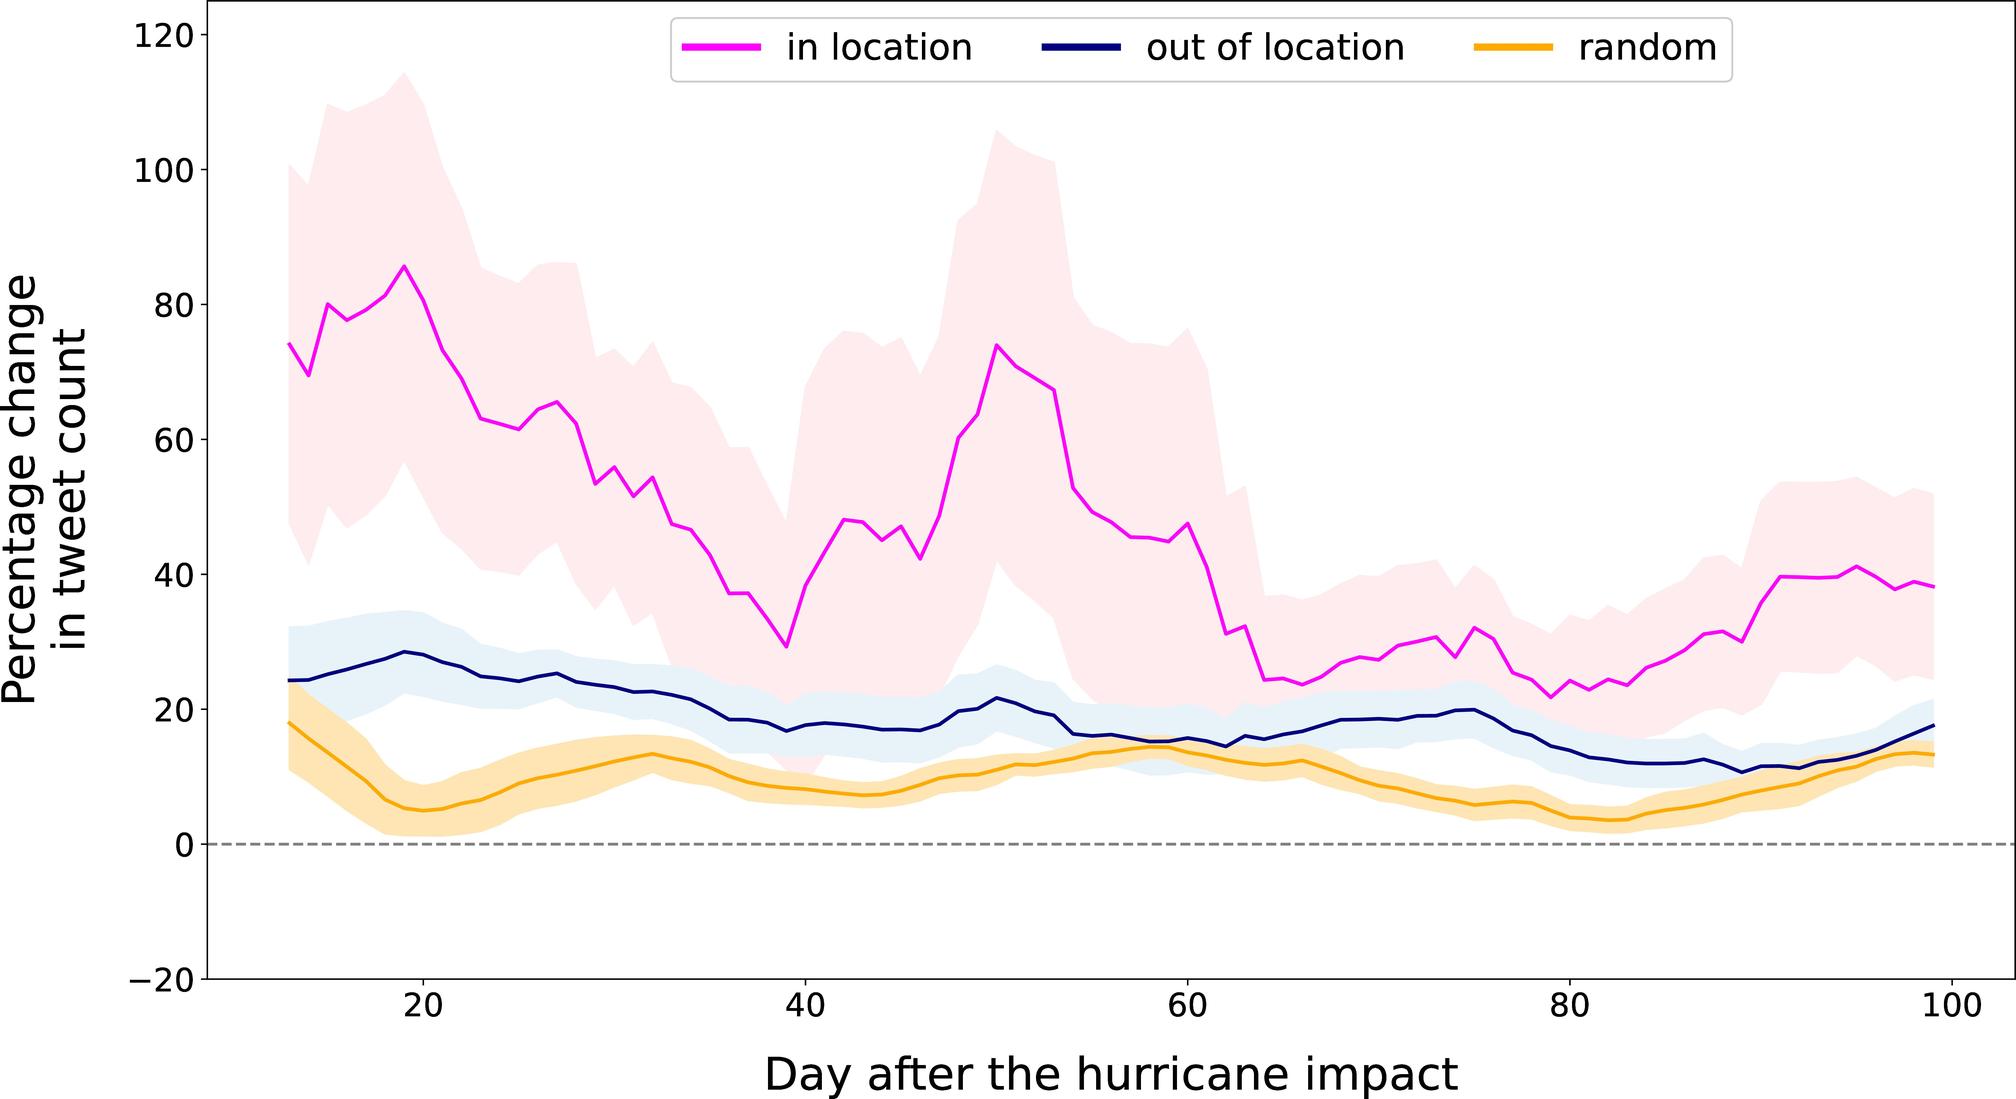 in location out of location random
120
100
80
60
40
20
0
−20
Percentage change
in tweet count
20 40 60 80 100
Day after the hurricane impact